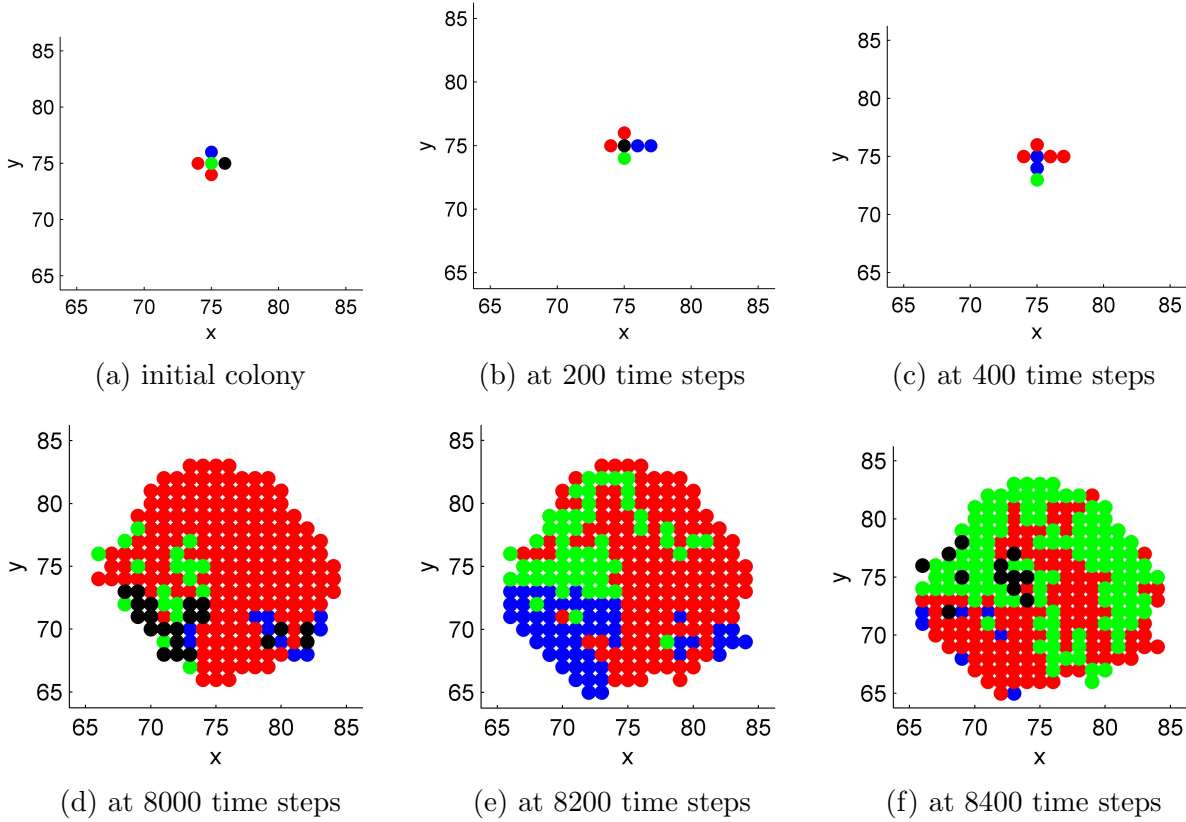 85
80
75
70
65
y
65 70 75 80 85
x
(a) initial colony
85
80
75
70
65
y
65 70 75 80 85
x
(b) at 200 time steps
85
80
75
70
65
y
65 70 75 80 85
x
(c) at 400 time steps
85
80
75
70
65
y
65 70 75 80 85
x
(d) at 8000 time steps
85
80
75
70
65
y
65 70 75 80 85
x
(e) at 8200 time steps
85
80
75
70
65
y
65 70 75 80 85
x
(f) at 8400 time steps